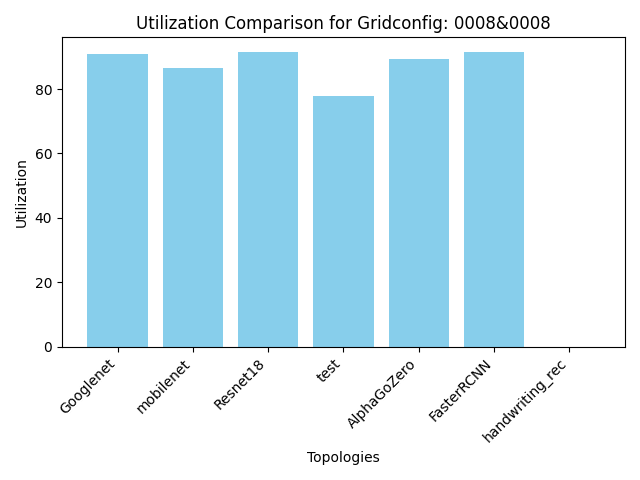 Utilization Comparison for Gridconfig: 0008&0008
Utilization
80
60
40
20
0
Googlenet
mobilenet
Resnet18
test
AlphaGoZero
FasterRCNN
handwriting_rec
Topologies